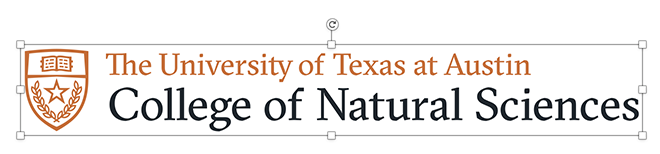 The University of Texas at Austin
College of Natural Sciences